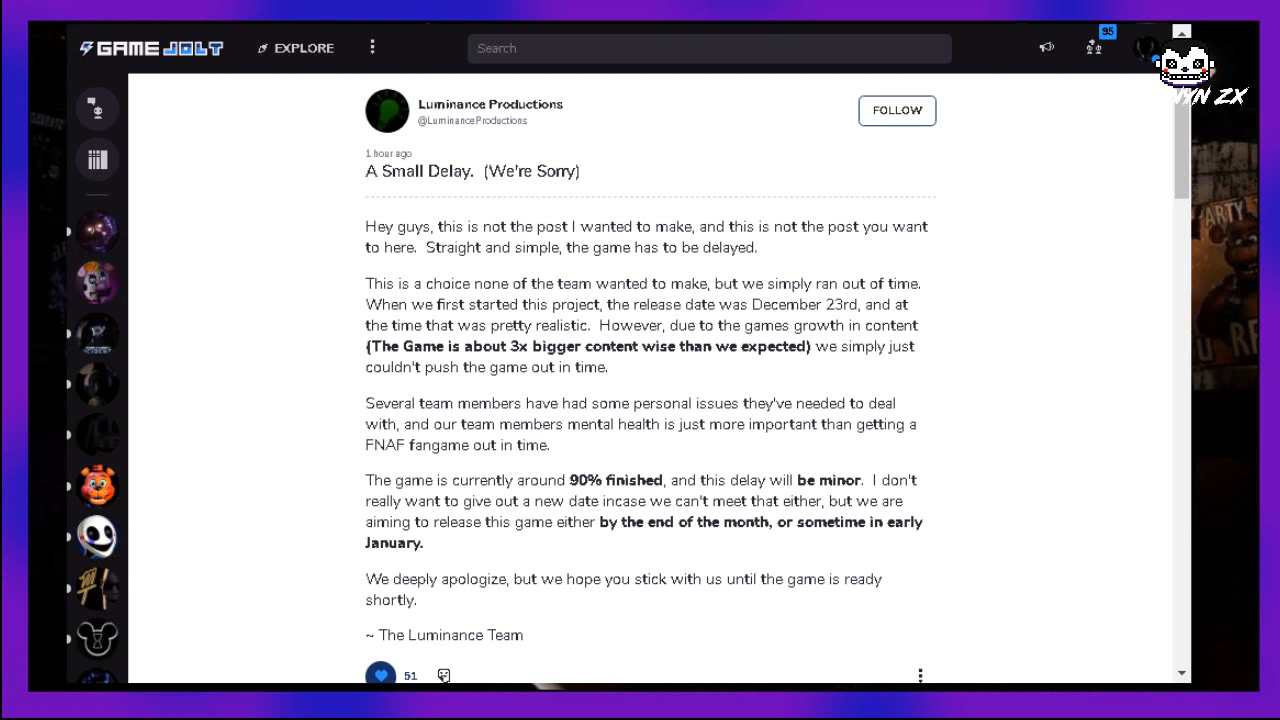 GAME JOLT
EXPLORE
Search
95
NYN ZX
Luminance Productions
@LuminanceProductions
FOLLOW
1 hour ago
A Small Delay.  (We're Sorry)
Hey guys, this is not the post I wanted to make, and this is not the post you want
to here.  Straight and simple, the game has to be delayed.
This is a choice none of the team wanted to make, but we simply ran out of time.
When we first started this project, the release date was December 23rd, and at
the time that was pretty realistic.  However, due to the games growth in content
(The Game is about 3x bigger content wise than we expected) we simply just
couldn't push the game out in time.
Several team members have had some personal issues they've needed to deal
with, and our team members mental health is just more important than getting a
FNAF fangame out in time.
The game is currently around 90% finished, and this delay will be minor.  I don't
really want to give out a new date incase we can't meet that either, but we are
aiming to release this game either by the end of the month, or sometime in early
January.
We deeply apologize, but we hope you stick with us until the game is ready
shortly.
~ The Luminance Team
51